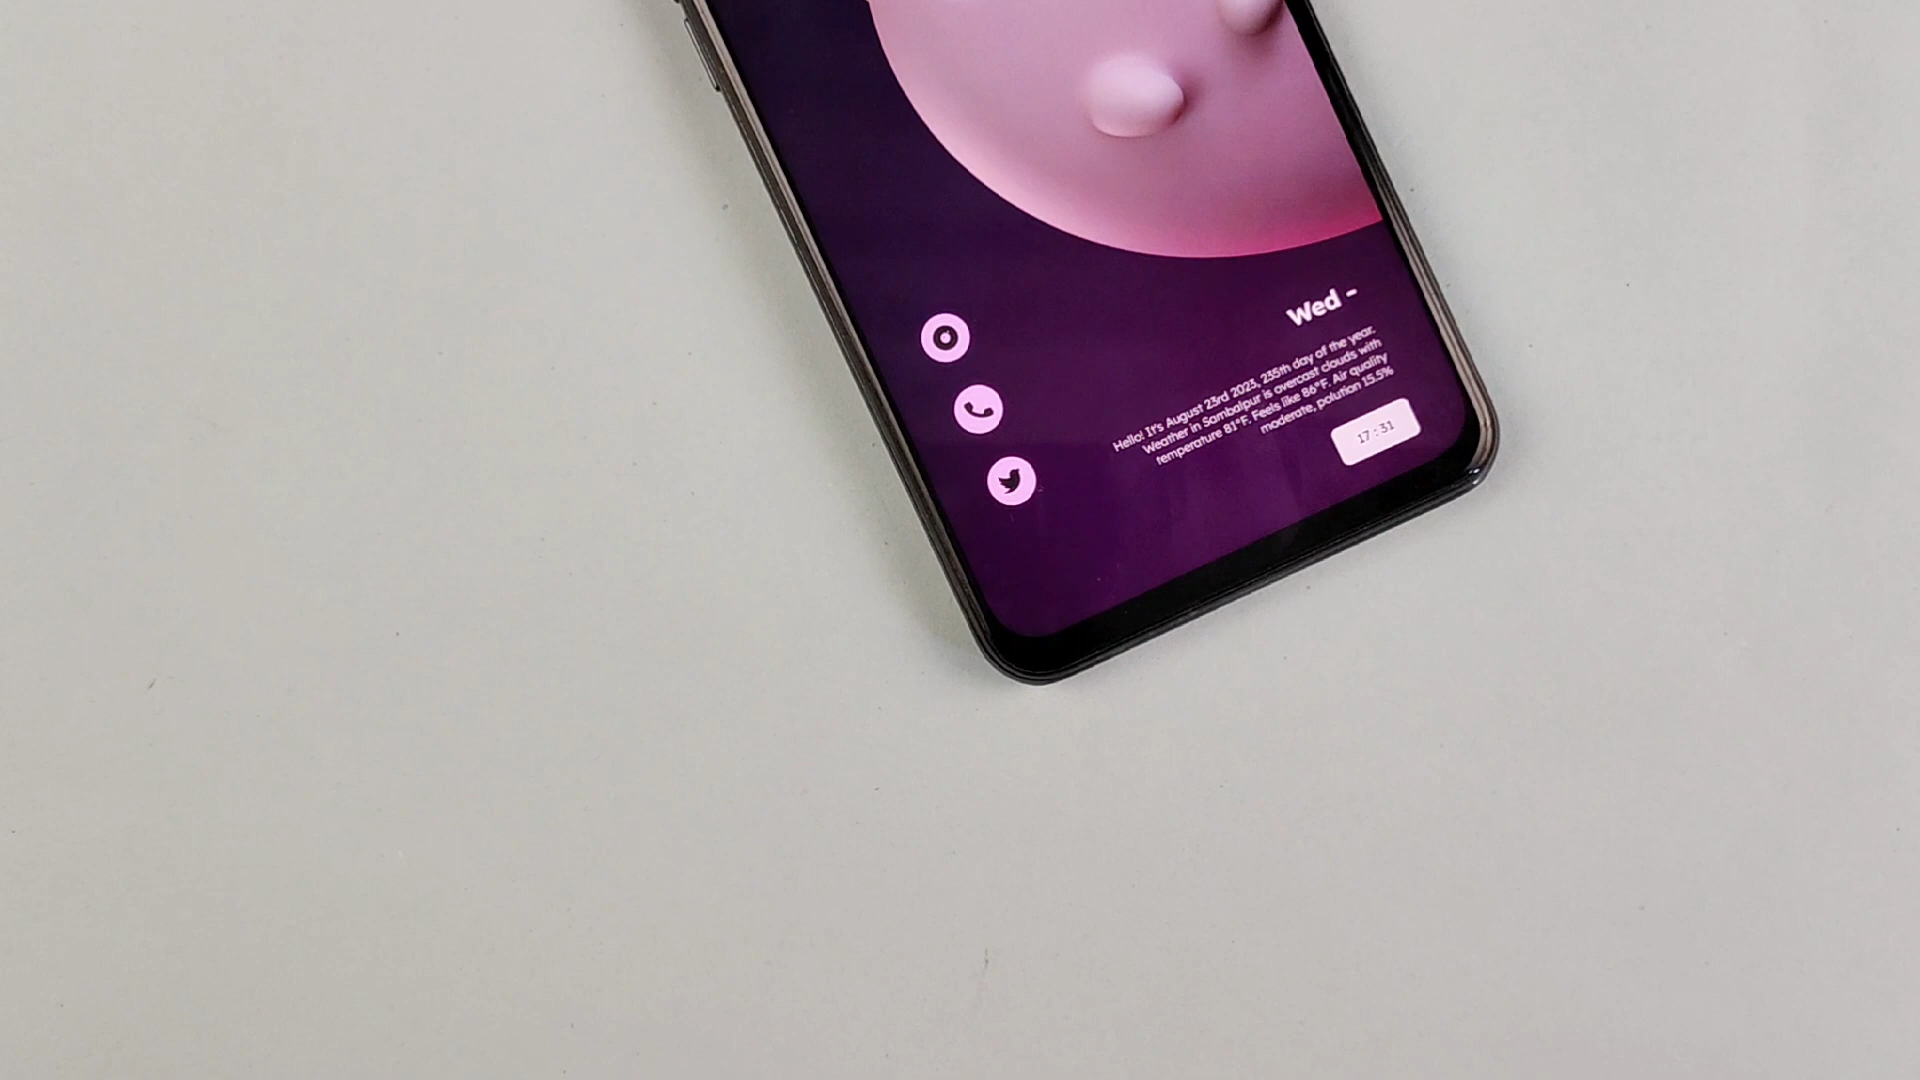 Wed -
Hello! It's August 23rd 2023, 235th day of the year.
Weather in Sambalpur is overcast clouds with
temperature 81°F. Feels like 86°F. Air quality
moderate, polution 15.5%
17:31